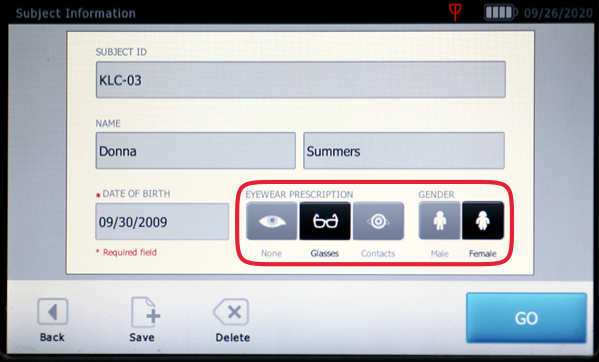 Subject Information 09/26/2020
SUBJECT ID
KLC-03
NAME
Donna Summers
* DATE OF BIRTH EYEWEAR PRESCRIPTION GENDER
09/30/2009
* Required field None Glasses Contacts Male Female
Back Save Delete GO